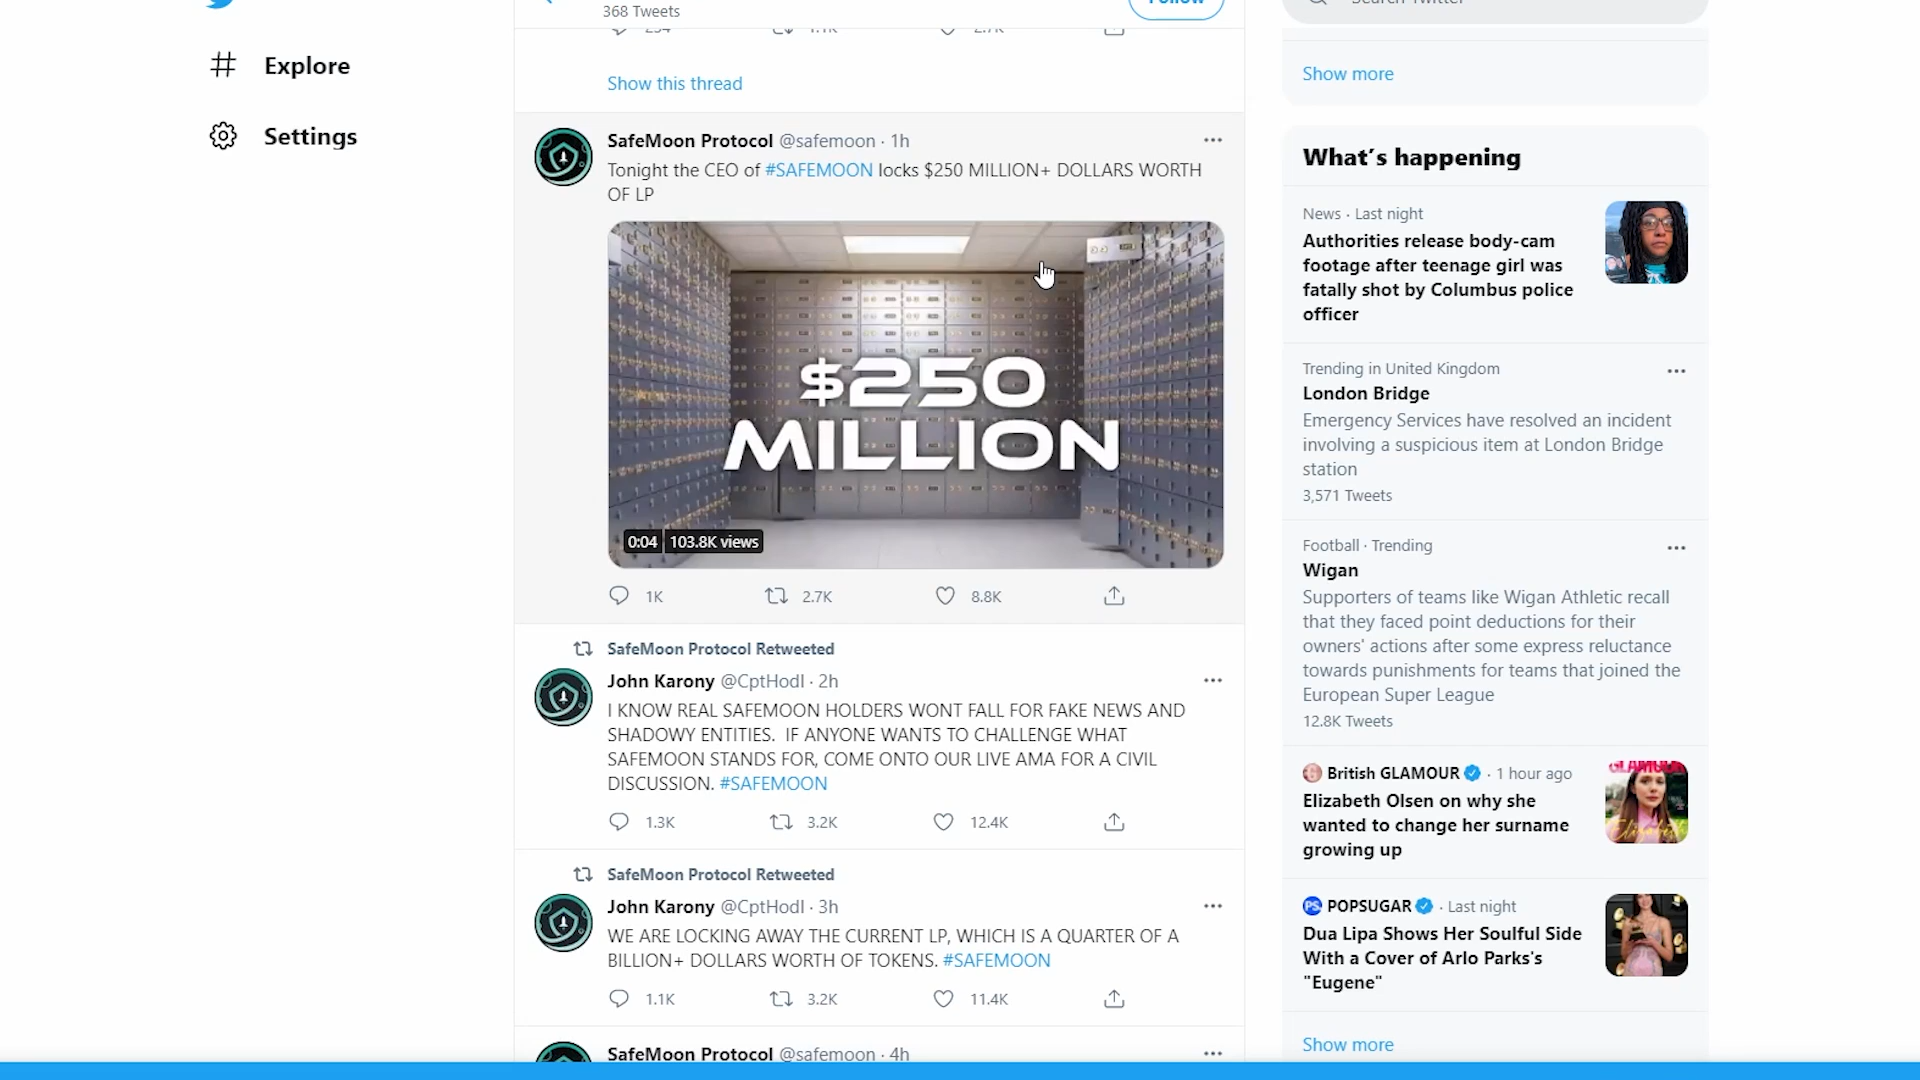 368 Tweets
Follow
Search Twitter
Explore
Settings
234 1.1K 2.7K
Show this thread
SafeMoon Protocol @safemoon · 1h
Tonight the CEO of #SAFEMOON locks $250 MILLION+ DOLLARS WORTH
OF LP
$250
MILLION
0:04 103.8K views
1K 2.7K 8.8K
SafeMoon Protocol Retweeted
John Karony @CptHodl · 2h
I KNOW REAL SAFEMOON HOLDERS WONT FALL FOR FAKE NEWS AND
SHADOWY ENTITIES. IF ANYONE WANTS TO CHALLENGE WHAT
SAFEMOON STANDS FOR, COME ONTO OUR LIVE AMA FOR A CIVIL
DISCUSSION. #SAFEMOON
1.3K 3.2K 12.4K
SafeMoon Protocol Retweeted
John Karony @CptHodl · 3h
WE ARE LOCKING AWAY THE CURRENT LP, WHICH IS A QUARTER OF A
BILLION+ DOLLARS WORTH OF TOKENS. #SAFEMOON
1.1K 3.2K 11.4K
SafeMoon Protocol @safemoon · 4h
Show more
What's happening
News · Last night
Authorities release body-cam
footage after teenage girl was
fatally shot by Columbus police
officer
Trending in United Kingdom
London Bridge
Emergency Services have resolved an incident
involving a suspicious item at London Bridge
station
3,571 Tweets
Football · Trending
Wigan
Supporters of teams like Wigan Athletic recall
that they faced point deductions for their
owners' actions after some express reluctance
towards punishments for teams that joined the
European Super League
12.8K Tweets
British GLAMOUR · 1 hour ago
Elizabeth Olsen on why she
wanted to change her surname
growing up
POPSUGAR · Last night
Dua Lipa Shows Her Soulful Side
With a Cover of Arlo Parks's
"Eugene"
Show more